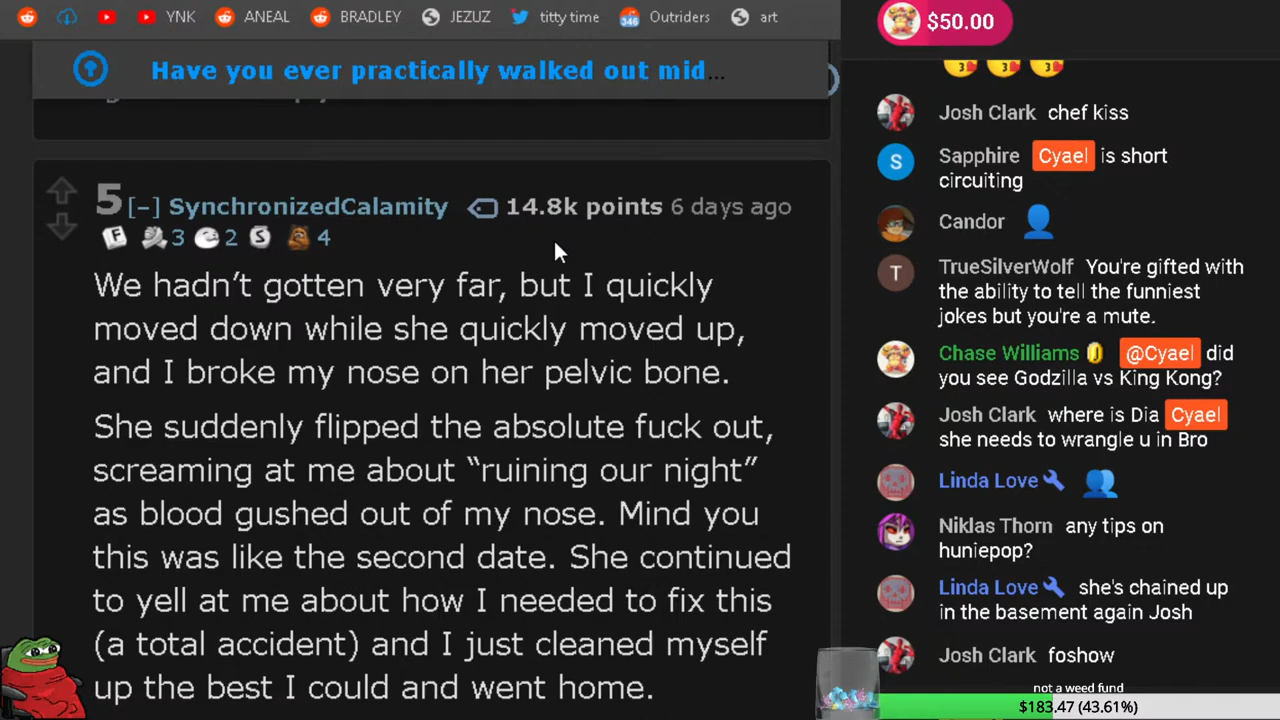 YNK ANEAL BRADLEY JEZUZ titty time 346 Outriders art
Have you ever practically walked out mid...
5 [–] SynchronizedCalamity 14.8k points 6 days ago
F 3 2 S 4
We hadn’t gotten very far, but I quickly
moved down while she quickly moved up,
and I broke my nose on her pelvic bone.
She suddenly flipped the absolute fuck out,
screaming at me about “ruining our night”
as blood gushed out of my nose. Mind you
this was like the second date. She continued
to yell at me about how I needed to fix this
(a total accident) and I just cleaned myself
up the best I could and went home.
$50.00
Josh Clark chef kiss
S Sapphire Cyael is short
circuiting
Candor
T TrueSilverWolf You're gifted with
the ability to tell the funniest
jokes but you're a mute.
Chase Williams @Cyael did
you see Godzilla vs King Kong?
Josh Clark where is Dia Cyael
she needs to wrangle u in Bro
Linda Love
Niklas Thorn any tips on
huniepop?
Linda Love she's chained up
in the basement again Josh
Josh Clark foshow
not a weed fund
$183.47 (43.61%)